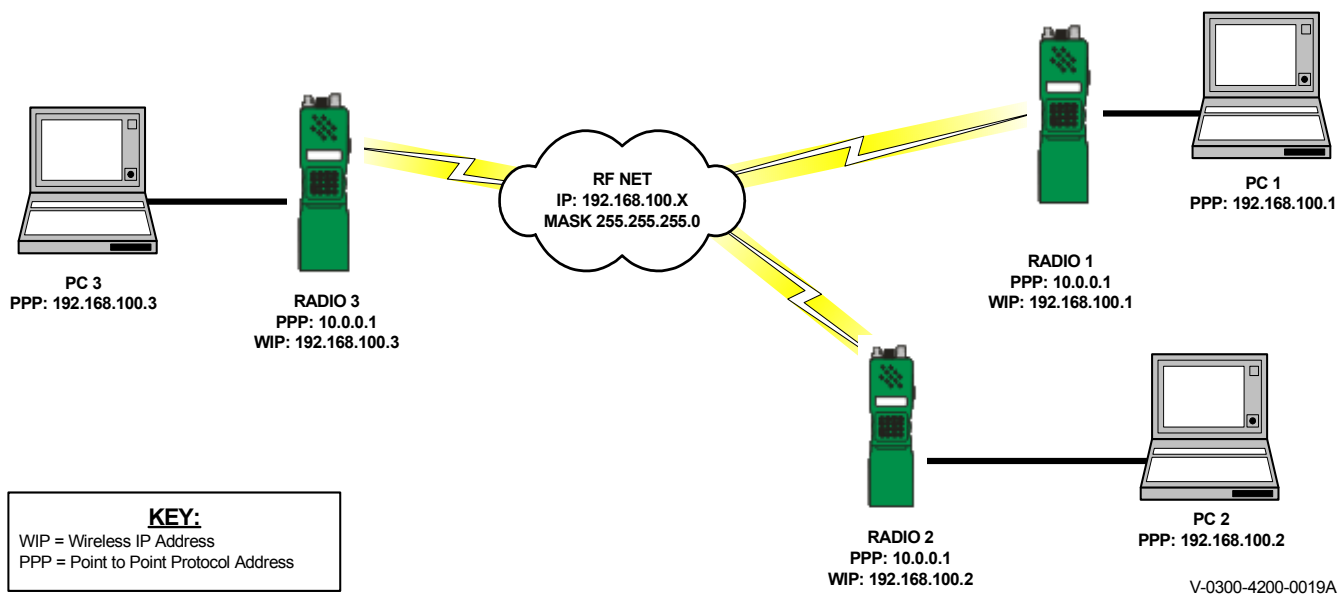 RF NET
IP: 192.168.100.X
MASK 255.255.255.0
PC 1
PPP: 192.168.100.1
RADIO 1
PPP: 10.0.0.1
WIP: 192.168.100.1
PC 3
PPP: 192.168.100.3
RADIO 3
PPP: 10.0.0.1
WIP: 192.168.100.3
KEY:
WIP = Wireless IP Address
PPP = Point to Point Protocol Address
RADIO 2
PPP: 10.0.0.1
WIP: 192.168.100.2
PC 2
PPP: 192.168.100.2
V-0300-4200-0019A